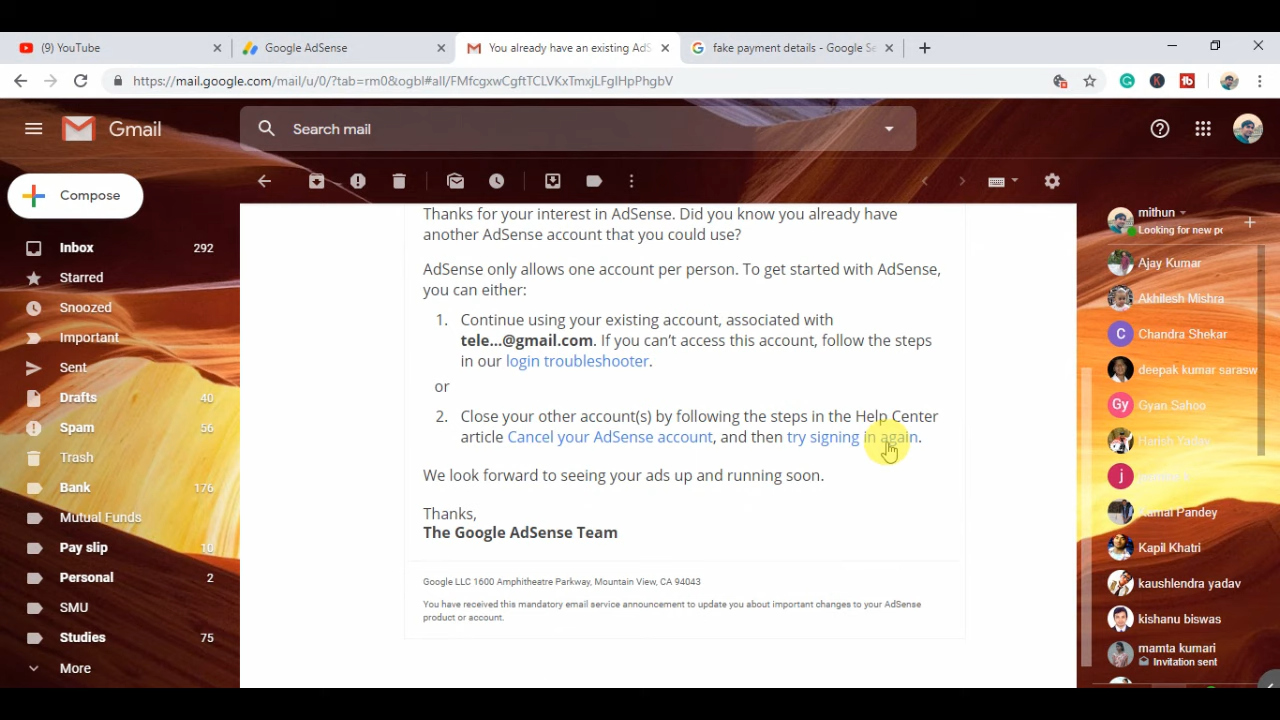 (9) YouTube
Google AdSense
You already have an existing AdS
fake payment details - Google Se
https://mail.google.com/mail/u/0/?tab=rm0&ogbl#all/FMfcgxwCgftTCLVKxTmxjLFglHpPhgbV
Gmail
Search mail
Compose
Inbox 292
Starred
Snoozed
Important
Sent
Drafts 40
Spam 56
Trash
Bank 176
Mutual Funds
Pay slip 10
Personal 2
SMU
Studies 75
More
Thanks for your interest in AdSense. Did you know you already have
another AdSense account that you could use?
AdSense only allows one account per person. To get started with AdSense,
you can either:
1. Continue using your existing account, associated with
tele...@gmail.com. If you can't access this account, follow the steps
in our login troubleshooter.
or
2. Close your other account(s) by following the steps in the Help Center
article Cancel your AdSense account, and then try signing in again.
We look forward to seeing your ads up and running soon.
Thanks,
The Google AdSense Team
Google LLC 1600 Amphitheatre Parkway, Mountain View, CA 94043
You have received this mandatory email service announcement to update you about important changes to your AdSense
product or account.
mithun
Looking for new po
Ajay Kumar
Akhilesh Mishra
C Chandra Shekar
deepak kumar sarasw
Gy Gyan Sahoo
Herish Yadav
j
Kamal Pandey
Kapil Khatri
kaushlendra yadav
kishanu biswas
mamta kumari
Invitation sent